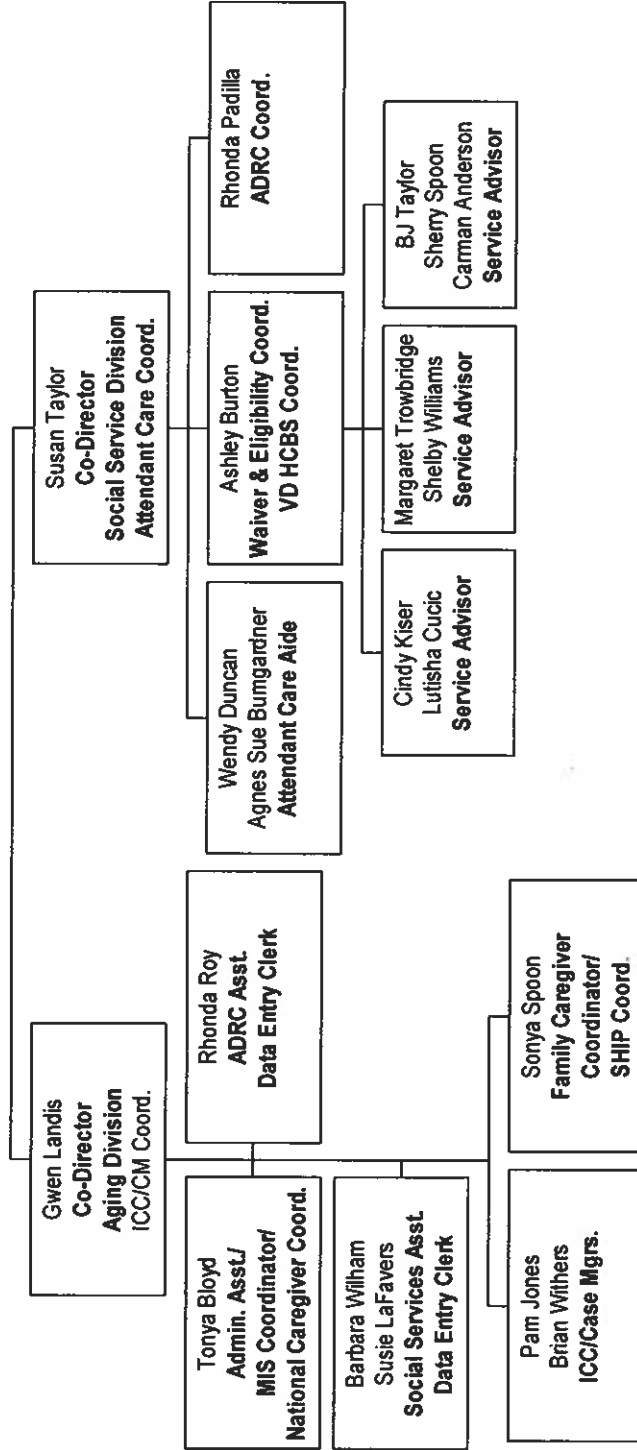 Gwen Landis
Co-Director
Aging Division
ICC/CM Coord.
Susan Taylor
Co-Director
Social Service Division
Attendant Care Coord.
Tonya Bloyd
Admin. Asst./
MIS Coordinator/
National Caregiver Coord.
Rhonda Roy
ADRC Asst.
Data Entry Clerk
Wendy Duncan
Agnes Sue Bumgardner
Attendant Care Aide
Ashley Burton
Waiver & Eligibility Coord.
VD HCBS Coord.
Rhonda Padilla
ADRC Coord.
Barbara Wilham
Susie LaFavers
Social Services Asst.
Data Entry Clerk
Cindy Kiser
Lutisha Cucic
Service Advisor
Margaret Trowbridge
Shelby Williams
Service Advisor
BJ Taylor
Sherry Spoon
Carman Anderson
Service Advisor
Pam Jones
Brian Withers
ICC/Case Mgrs.
Sonya Spoon
Family Caregiver
Coordinator/
SHIP Coord.